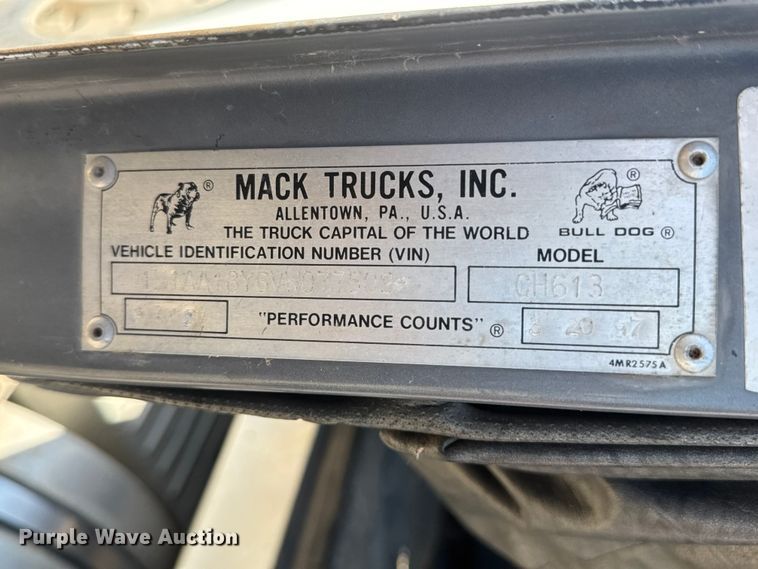 MACK TRUCKS, INC.
ALLENTOWN, PA., U.S.A.
THE TRUCK CAPITAL OF THE WORLD
BULL DOG ®
VEHICLE IDENTIFICATION NUMBER (VIN)
MODEL
CH613
"PERFORMANCE COUNTS" ®
4MR2575A
Purple Wave Auction